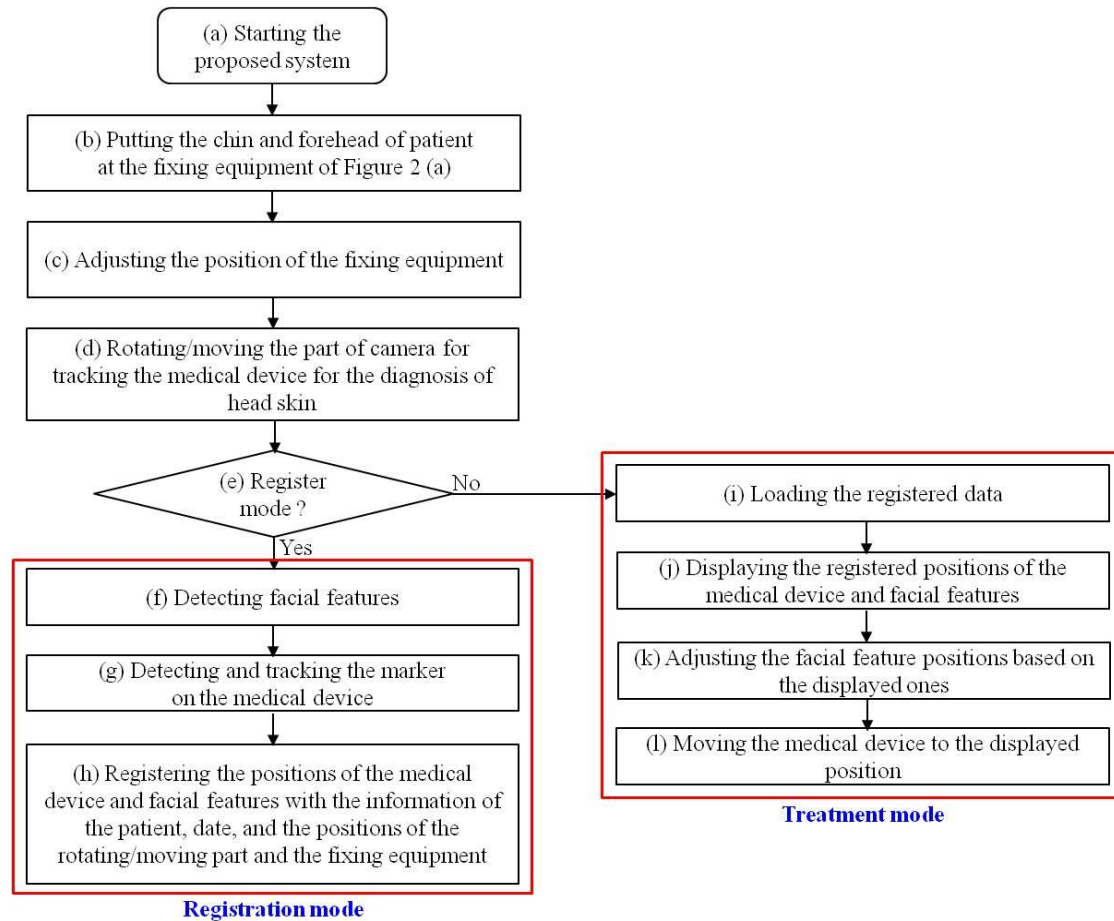 (a) Starting the
proposed system
(b) Putting the chin and forehead of patient
at the fixing equipment of Figure 2 (a)
(c) Adjusting the position of the fixing equipment
(d) Rotating/moving the part of camera for
tracking the medical device for the diagnosis of
head skin
(e) Register
mode ?
No
Yes
(f) Detecting facial features
(g) Detecting and tracking the marker
on the medical device
(h) Registering the positions of the medical
device and facial features with the information of
the patient, date, and the positions of the
rotating/moving part and the fixing equipment
Registration mode
(i) Loading the registered data
(j) Displaying the registered positions of the
medical device and facial features
(k) Adjusting the facial feature positions based on
the displayed ones
(l) Moving the medical device to the displayed
position
Treatment mode